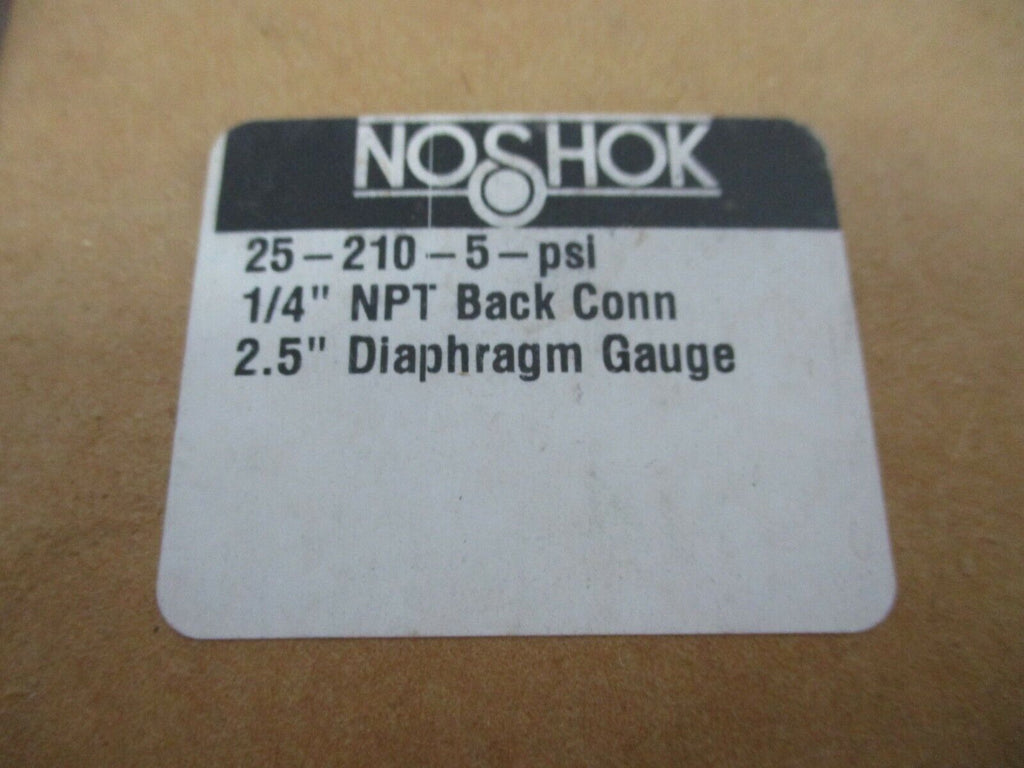 NOSHOK
25-210-5-psi
1/4" NPT Back Conn
2.5" Diaphragm Gauge